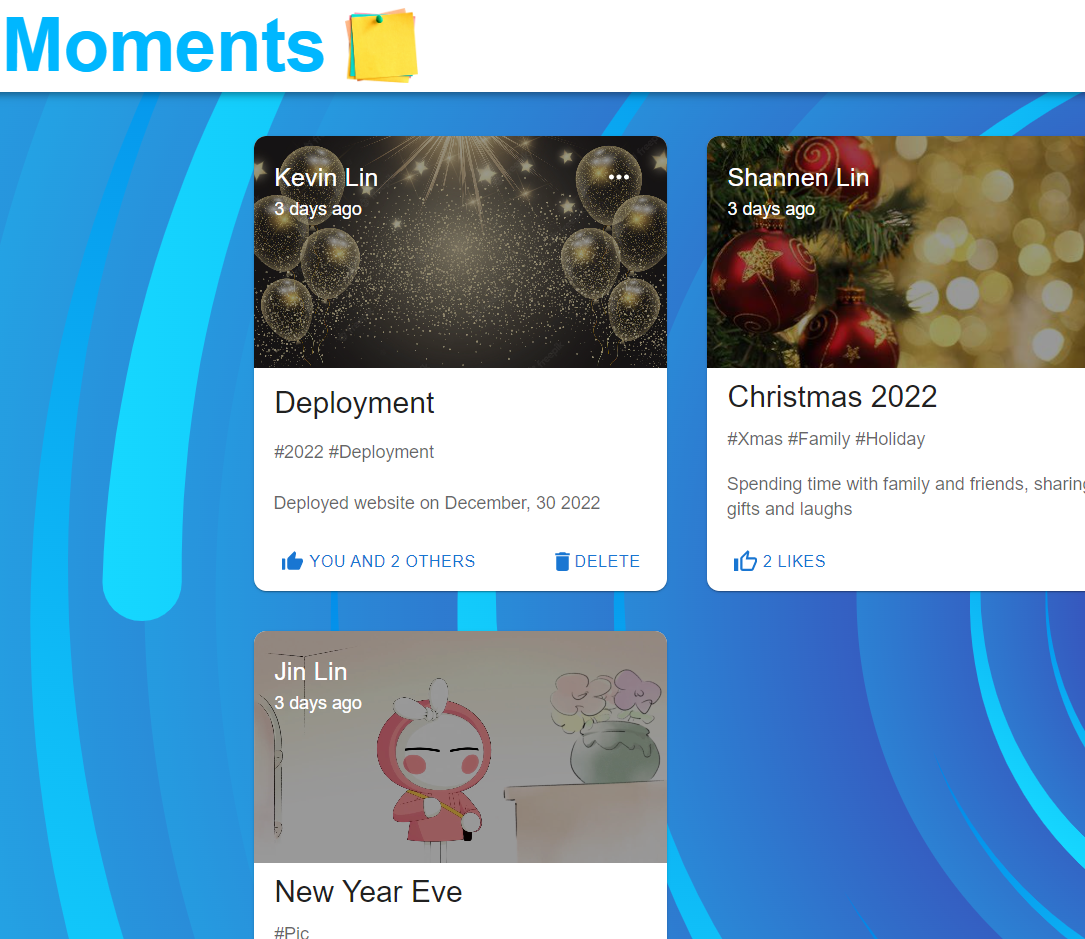 Moments
Kevin Lin
3 days ago
Deployment
#2022 #Deployment
Deployed website on December, 30 2022
YOU AND 2 OTHERS
DELETE
Shannen Lin
3 days ago
Christmas 2022
#Xmas #Family #Holiday
Spending time with family and friends, sharing
gifts and laughs
2 LIKES
Jin Lin
3 days ago
New Year Eve
#Pic